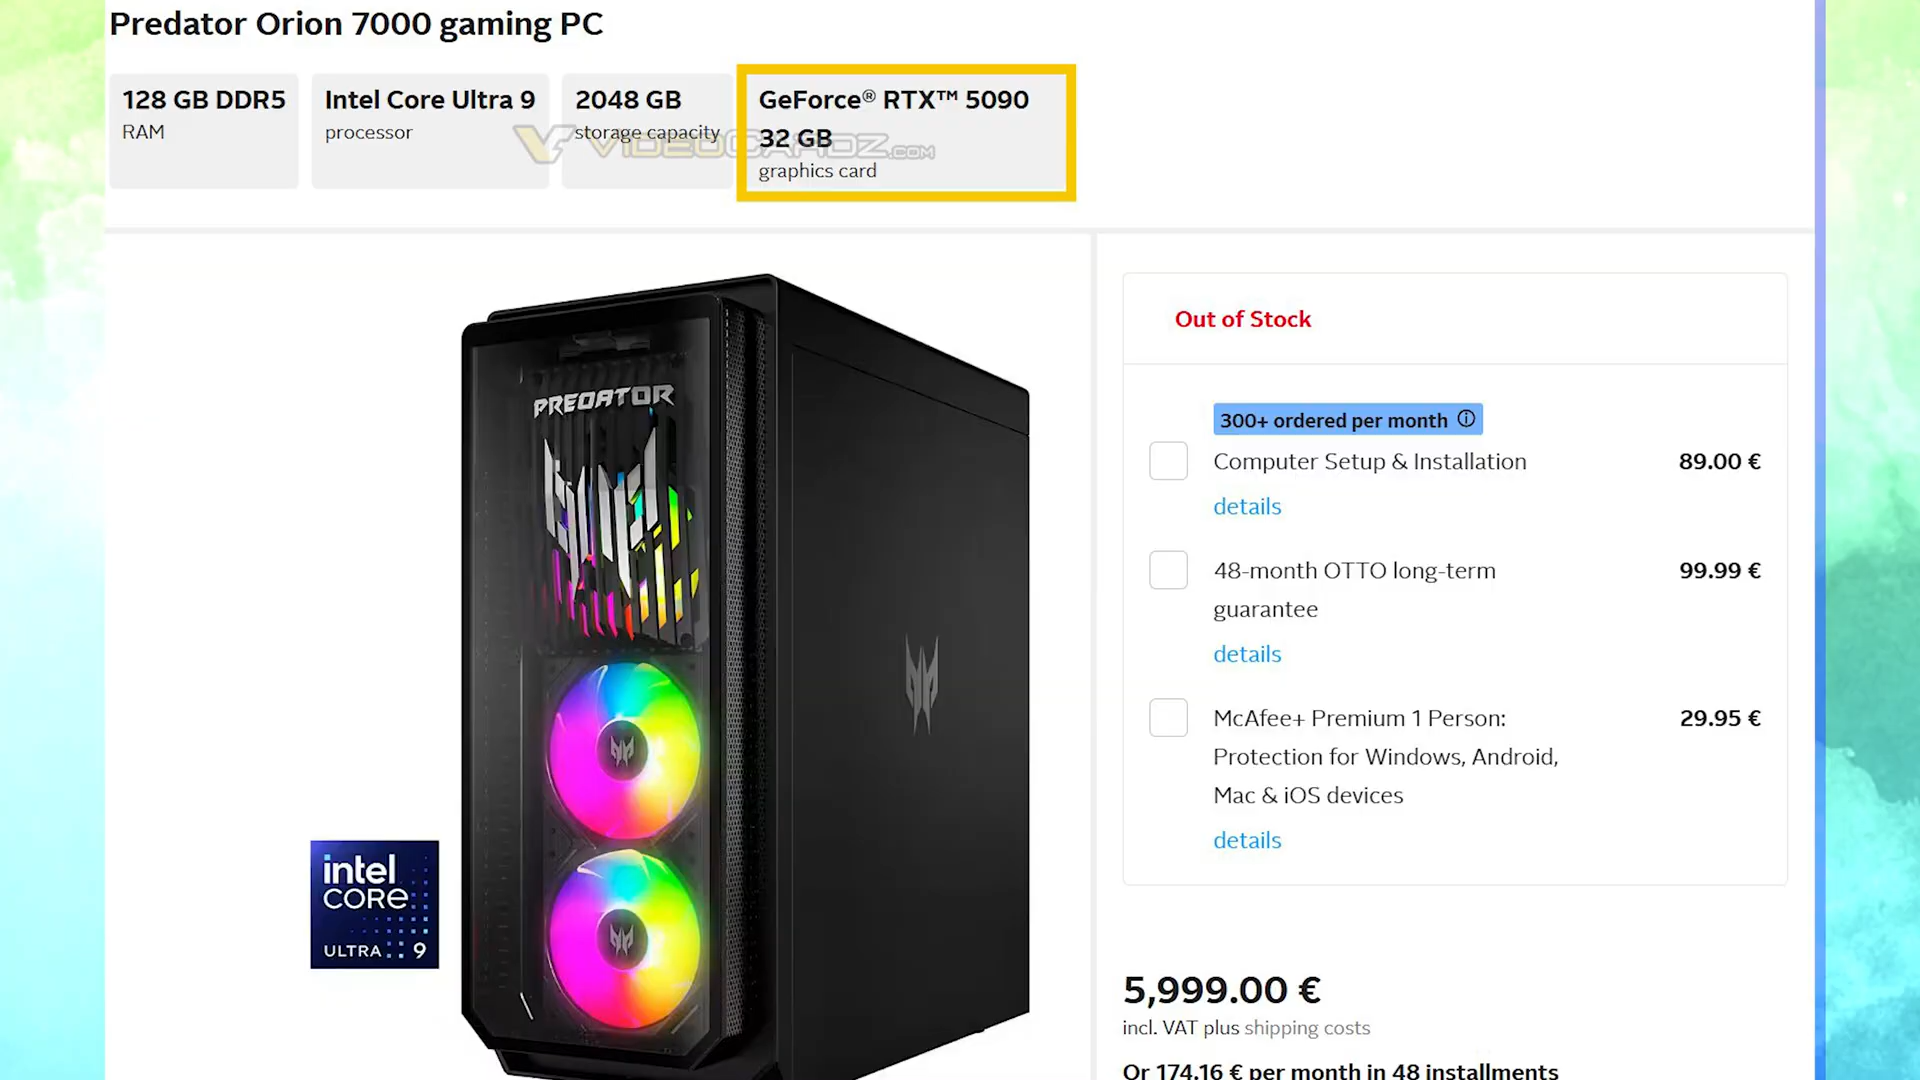 Predator Orion 7000 gaming PC
128 GB DDR5
RAM
Intel Core Ultra 9
processor
2048 GB
storage capacity
GeForce® RTX™ 5090
32 GB
graphics card
VIDEOCARDZ.COM
Out of Stock
300+ ordered per month
Computer Setup & Installation
89.00 €
details
48-month OTTO long-term
guarantee
99.99 €
details
McAfee+ Premium 1 Person:
Protection for Windows, Android,
Mac & iOS devices
29.95 €
details
PREDATOR
intel
CORE
ULTRA 9
5,999.00 €
incl. VAT plus shipping costs
Or 174.16 € per month in 48 installments